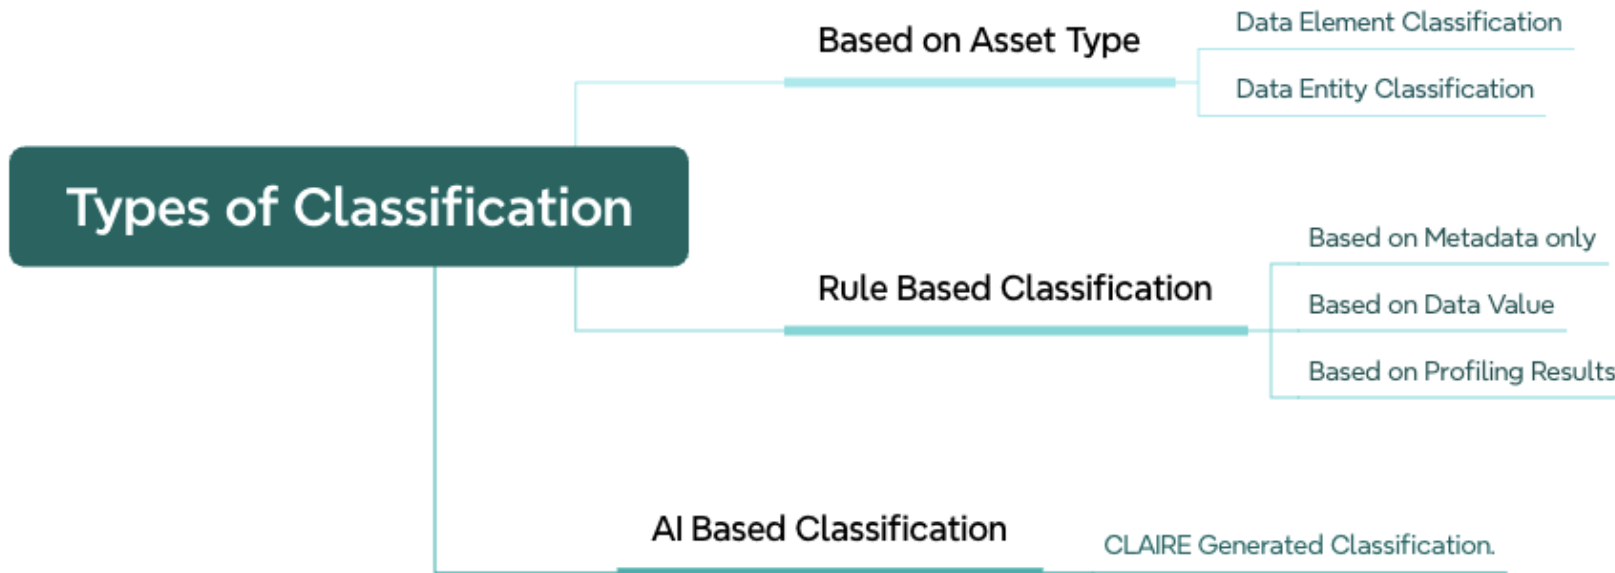 Types of Classification
Based on Asset Type
Data Element Classification
Data Entity Classification
Rule Based Classification
Based on Metadata only
Based on Data Value
Based on Profiling Results
AI Based Classification
CLAIRE Generated Classification.